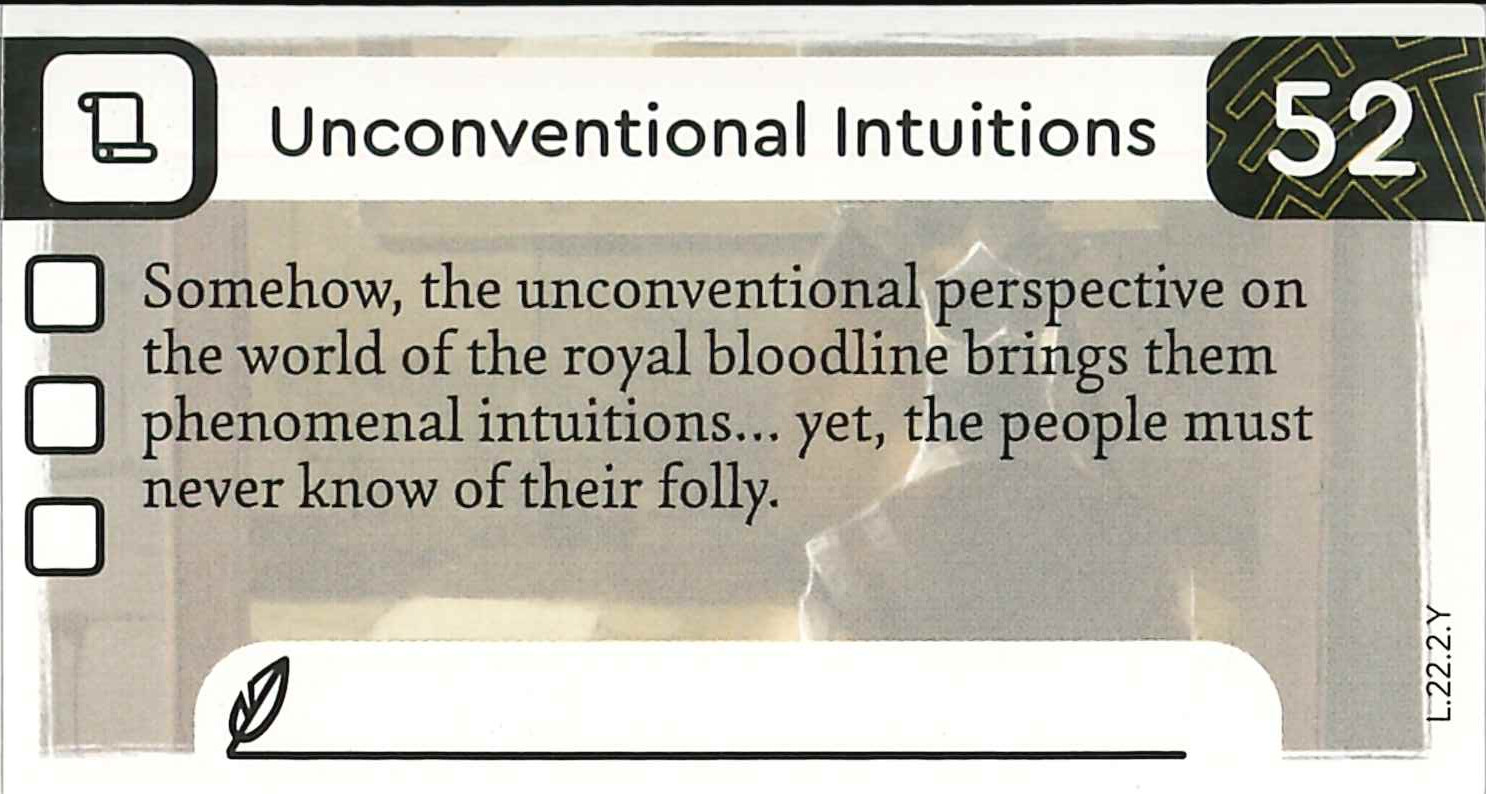 Unconventional Intuitions
52
Somehow, the unconventional perspective on
the world of the royal bloodline brings them
phenomenal intuitions... yet, the people must
never know of their folly.
L.22.2.Y